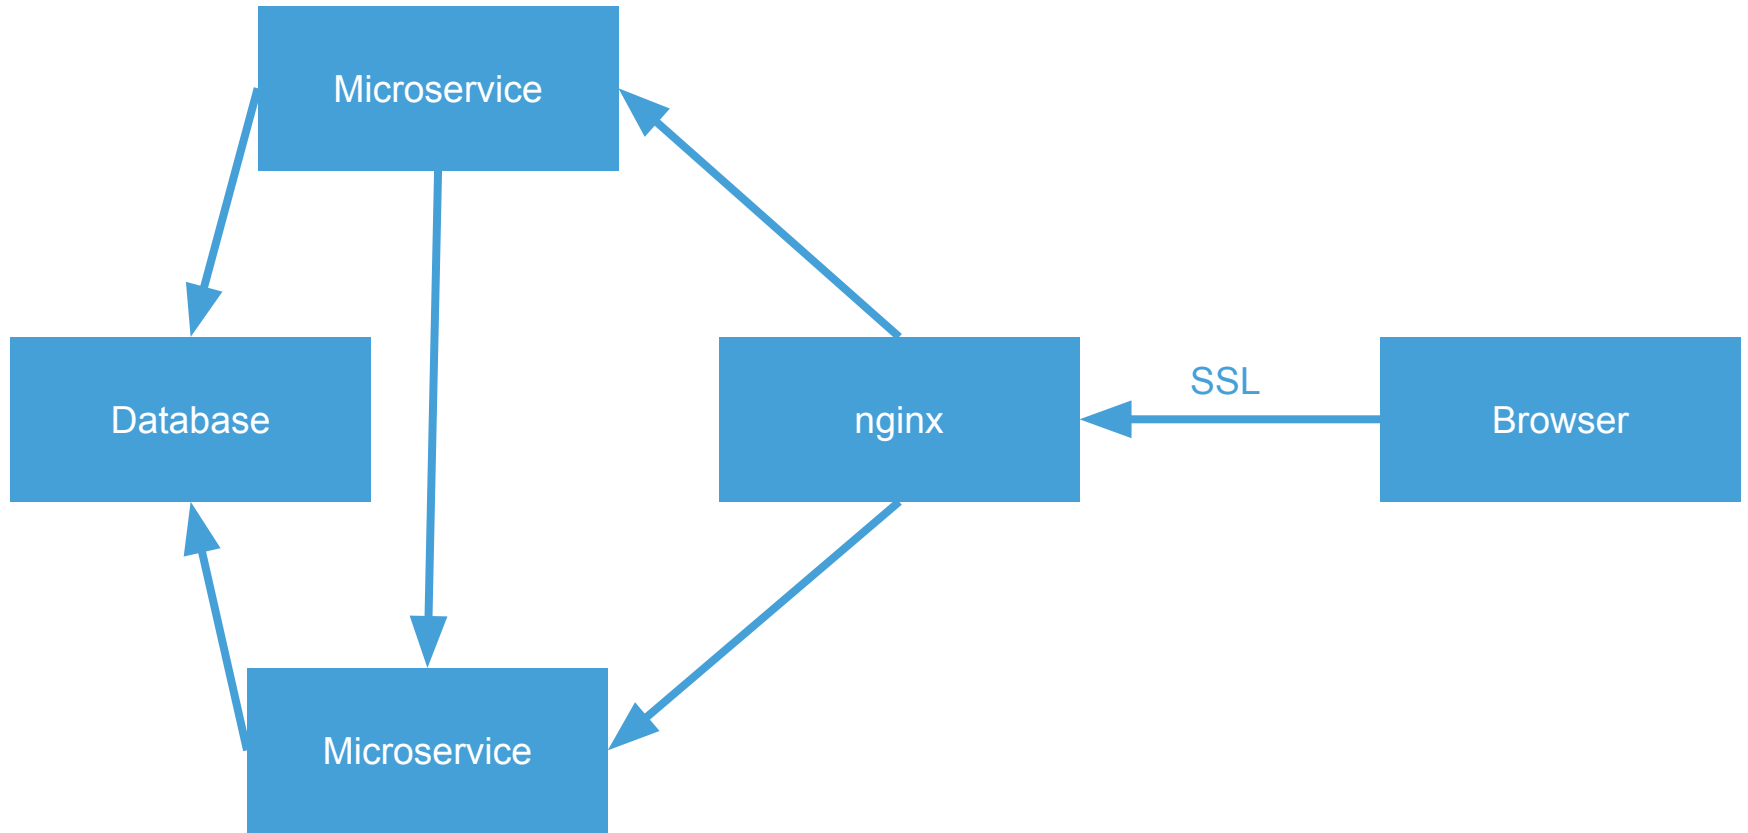 Microservice
SSL
Database
nginx
Browser
Microservice